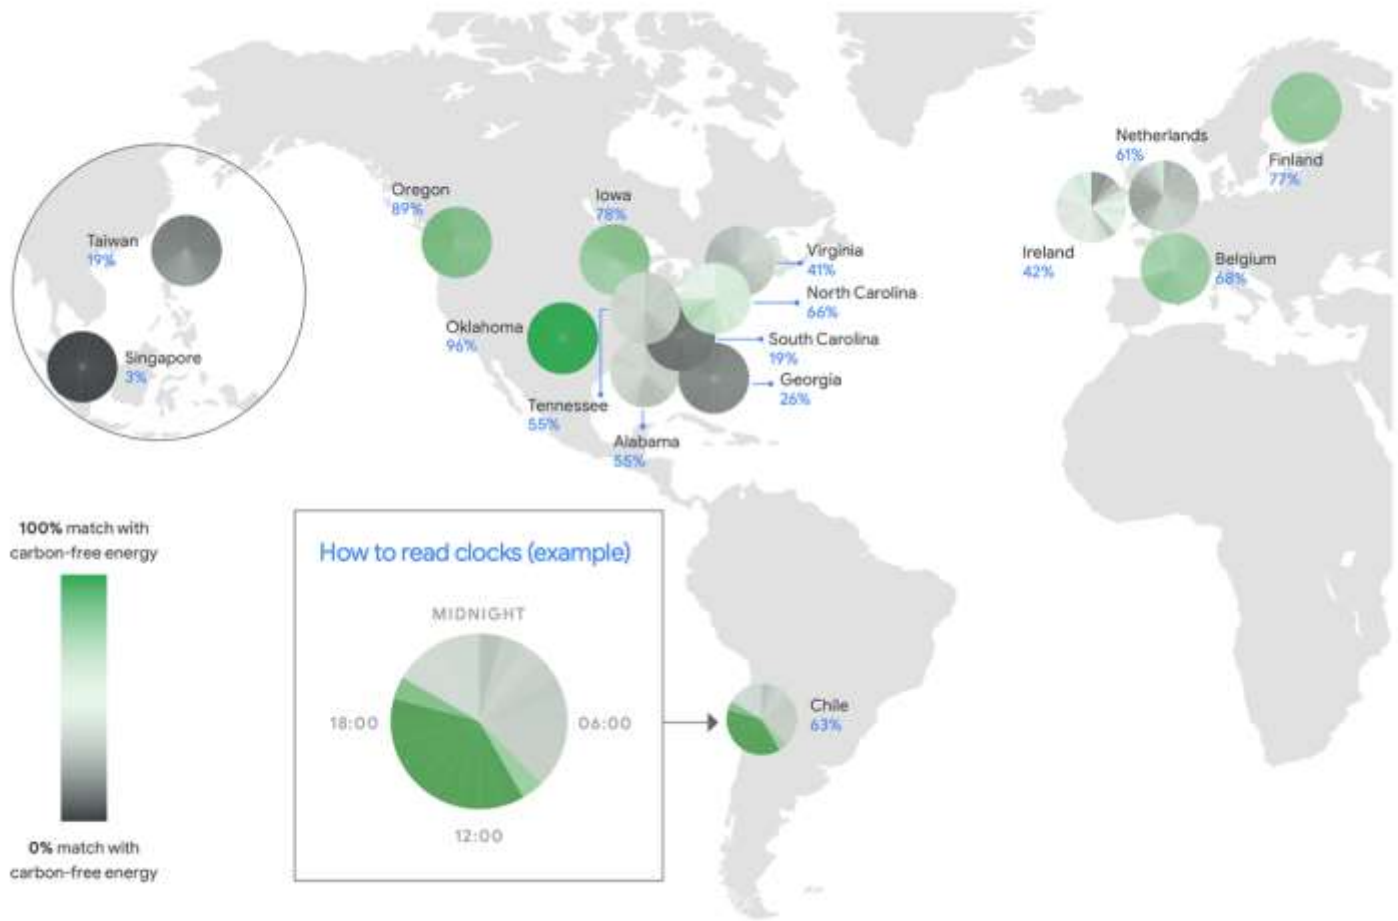 Netherlands
61%
Finland
77%
Oregon
89%
Iowa
78%
Taiwan
19%
Virginia
41%
Ireland
42%
Belgium
68%
North Carolina
66%
Oklahoma
96%
South Carolina
19%
Singapore
3%
Georgia
26%
Tennessee
55%
Alabama
55%
100% match with
carbon-free energy
0% match with
carbon-free energy
How to read clocks (example)
MIDNIGHT
18:00
06:00
12:00
Chile
63%